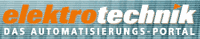 elektrotechnik
DAS AUTOMATISIERUNGS-PORTAL